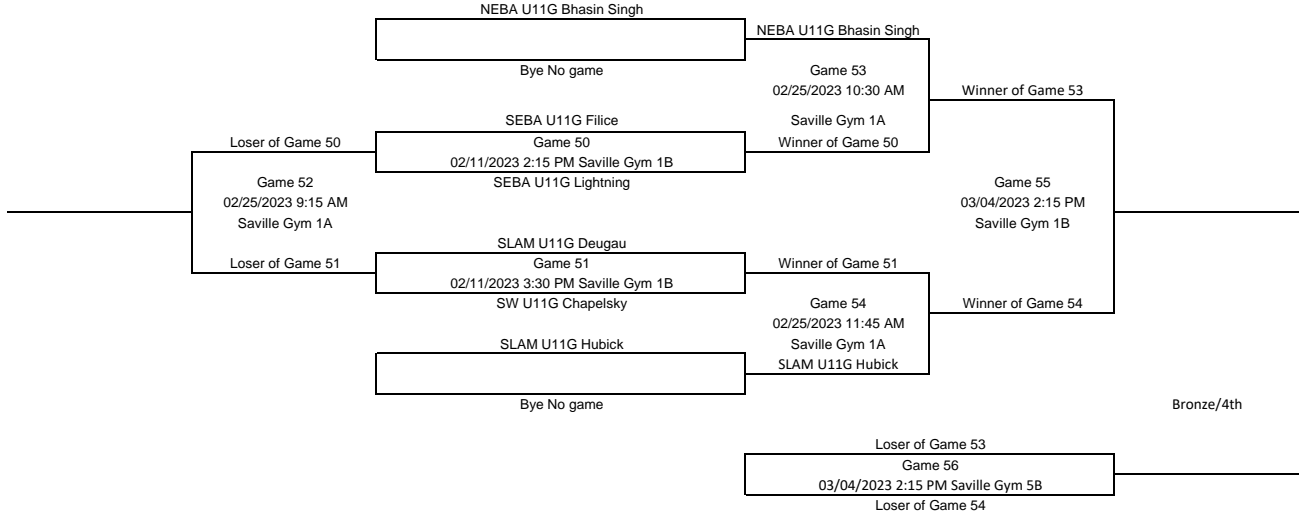 NEBA U11G Bhasin Singh
NEBA U11G Bhasin Singh
Bye No game
Game 53
02/25/2023 10:30 AM
Winner of Game 53
SEBA U11G Filice
Saville Gym 1A
Loser of Game 50
Game 50
Winner of Game 50
02/11/2023 2:15 PM Saville Gym 1B
Game 52
SEBA U11G Lightning
Game 55
02/25/2023 9:15 AM
03/04/2023 2:15 PM
Saville Gym 1A
Saville Gym 1B
SLAM U11G Deugau
Loser of Game 51
Game 51
Winner of Game 51
02/11/2023 3:30 PM Saville Gym 1B
SW U11G Chapelsky
Game 54
Winner of Game 54
02/25/2023 11:45 AM
SLAM U11G Hubick
Saville Gym 1A
SLAM U11G Hubick
Bye No game
Bronze/4th
Loser of Game 53
Game 56
03/04/2023 2:15 PM Saville Gym 5B
Loser of Game 54